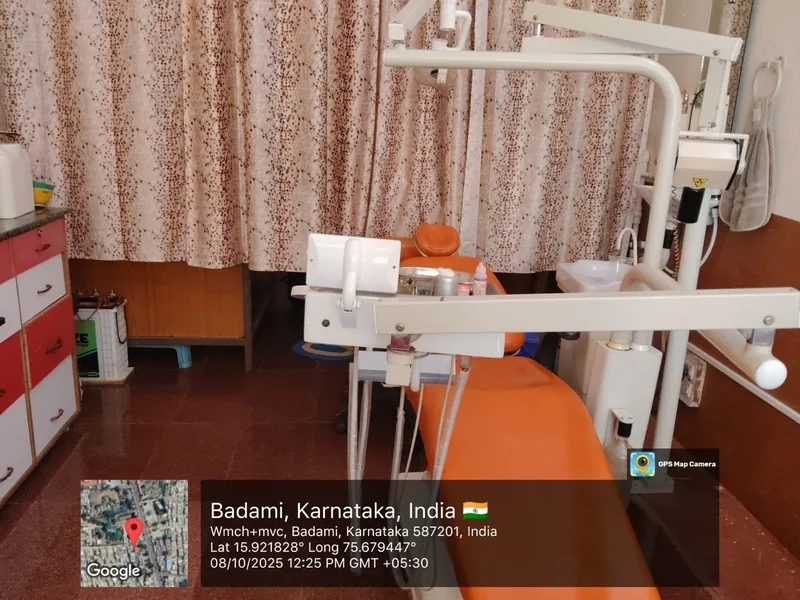 GPS Map Camera
Badami, Karnataka, India 🇮🇳
Wmch+mvc, Badami, Karnataka 587201, India
Lat 15.921828° Long 75.679447°
08/10/2025 12:25 PM GMT +05:30
Google